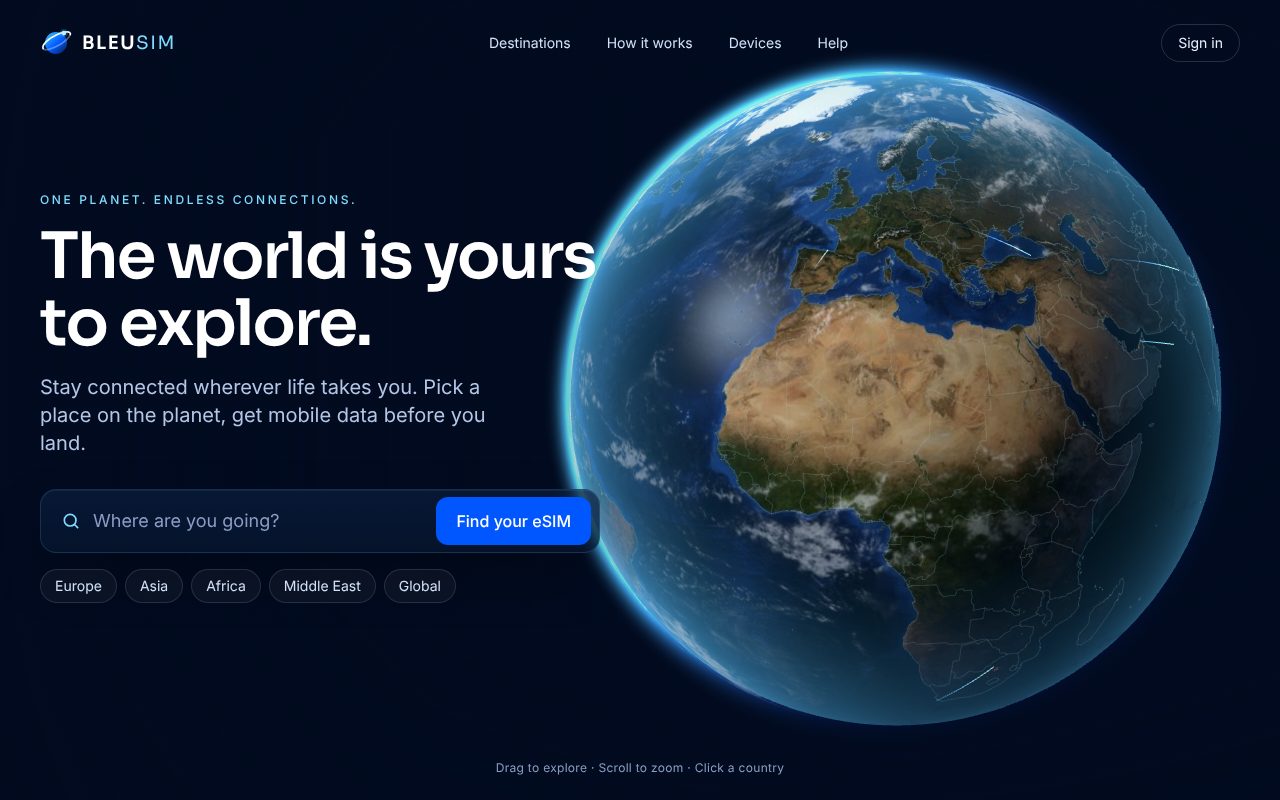 BLEUSIM
Destinations
How it works
Devices
Help
Sign in
ONE PLANET. ENDLESS CONNECTIONS.
The world is yours
to explore.
Stay connected wherever life takes you. Pick a
place on the planet, get mobile data before you
land.
Where are you going?
Find your eSIM
Europe
Asia
Africa
Middle East
Global
Drag to explore · Scroll to zoom · Click a country